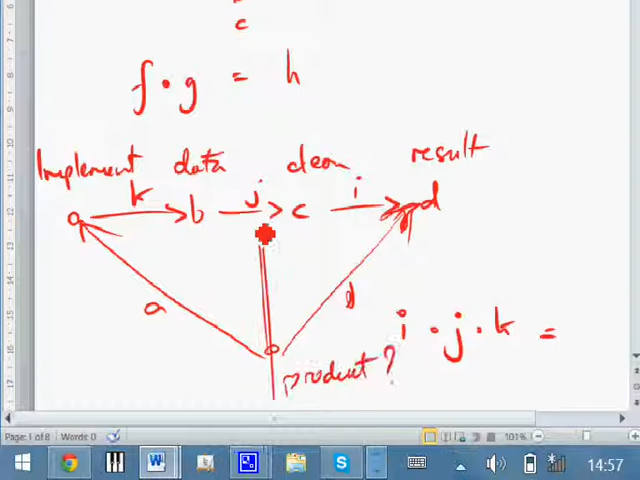 c
f · g = h
Implement data clean result
k j i
a b c d
a d
i · j · k =
product?
Page: 1 of 8 Words: 0 101%
14:57